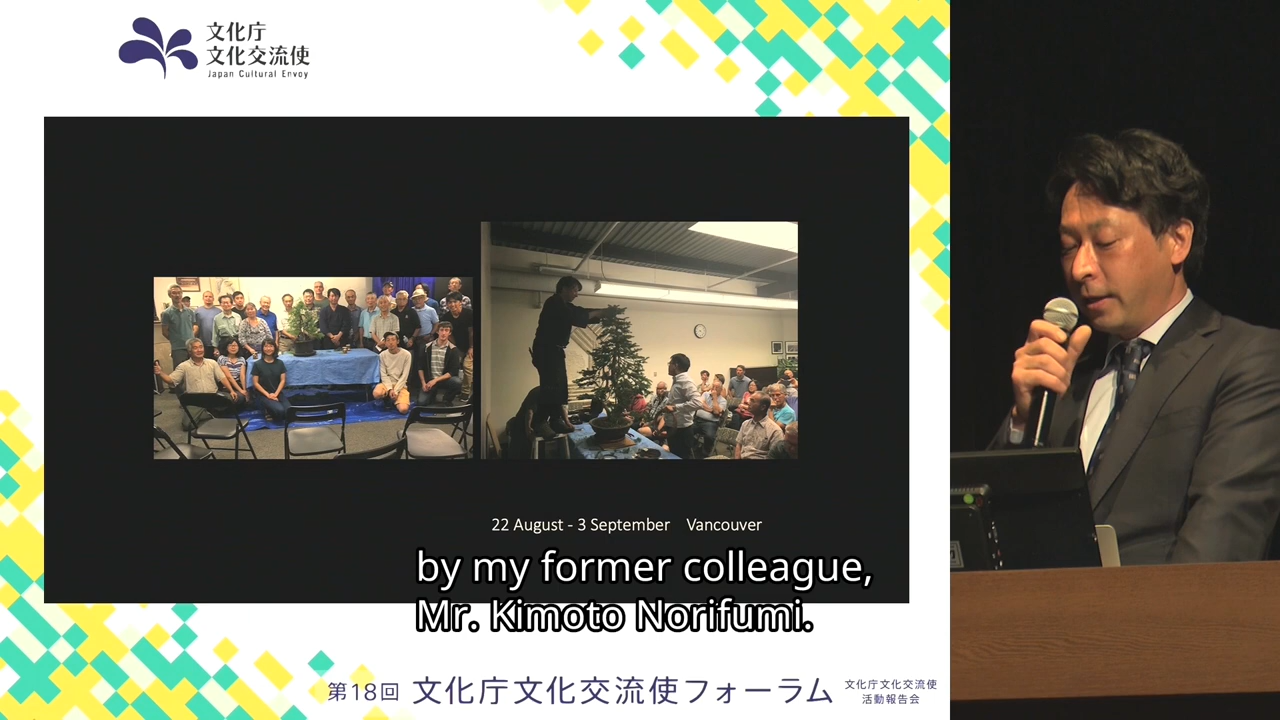 文化庁
文化交流使
Japan Cultural Envoy
22 August - 3 September Vancouver
by my former colleague,
Mr. Kimoto Norifumi.
第18回 文化庁文化交流使フォーラム
文化庁文化交流使
活動報告会